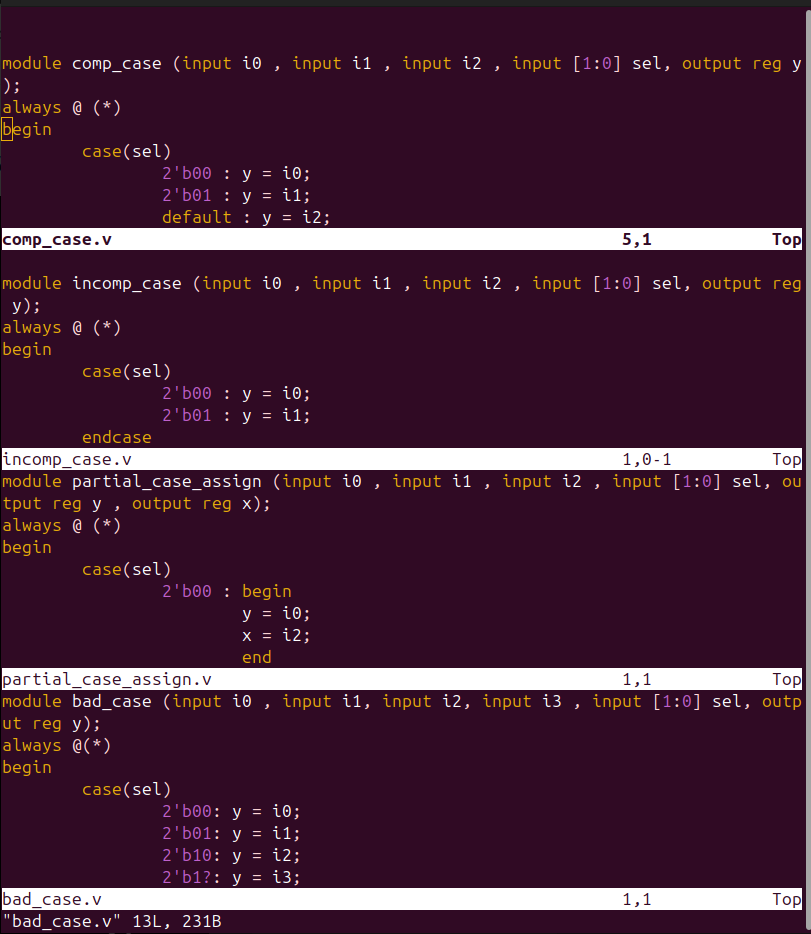 module comp_case (input i0 , input i1 , input i2 , input [1:0] sel, output reg y
);
always @ (*)
begin
        case(sel)
                2'b00 : y = i0;
                2'b01 : y = i1;
                default : y = i2;
comp_case.v 5,1 Top
module incomp_case (input i0 , input i1 , input i2 , input [1:0] sel, output reg
 y);
always @ (*)
begin
        case(sel)
                2'b00 : y = i0;
                2'b01 : y = i1;
        endcase
incomp_case.v 1,0-1 Top
module partial_case_assign (input i0 , input i1 , input i2 , input [1:0] sel, ou
tput reg y , output reg x);
always @ (*)
begin
        case(sel)
                2'b00 : begin
                        y = i0;
                        x = i2;
                        end
partial_case_assign.v 1,1 Top
module bad_case (input i0 , input i1, input i2, input i3 , input [1:0] sel, outp
ut reg y);
always @(*)
begin
        case(sel)
                2'b00: y = i0;
                2'b01: y = i1;
                2'b10: y = i2;
                2'b1?: y = i3;
bad_case.v 1,1 Top
"bad_case.v" 13L, 231B